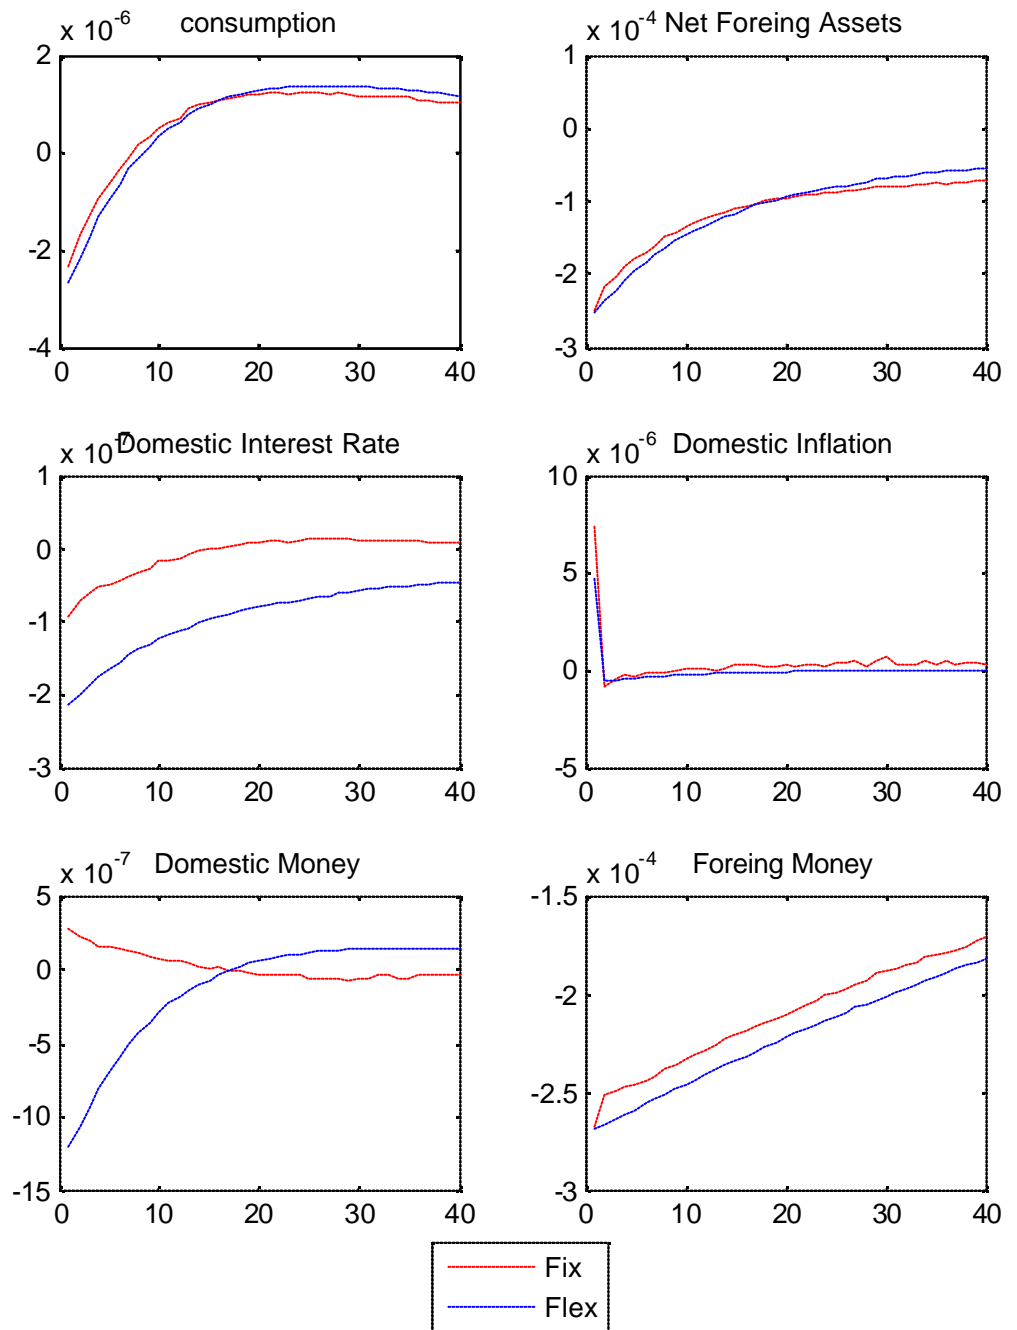 x 10^-6 consumption
2
0
-2
-4
0 10 20 30 40
x 10^-4 Net Foreing Assets
1
0
-1
-2
-3
0 10 20 30 40
x 10^-7 Domestic Interest Rate
1
0
-1
-2
-3
0 10 20 30 40
x 10^-6 Domestic Inflation
10
5
0
-5
0 10 20 30 40
x 10^-7 Domestic Money
5
0
-5
-10
-15
0 10 20 30 40
x 10^-4 Foreing Money
-1.5
-2
-2.5
-3
0 10 20 30 40
Fix
Flex